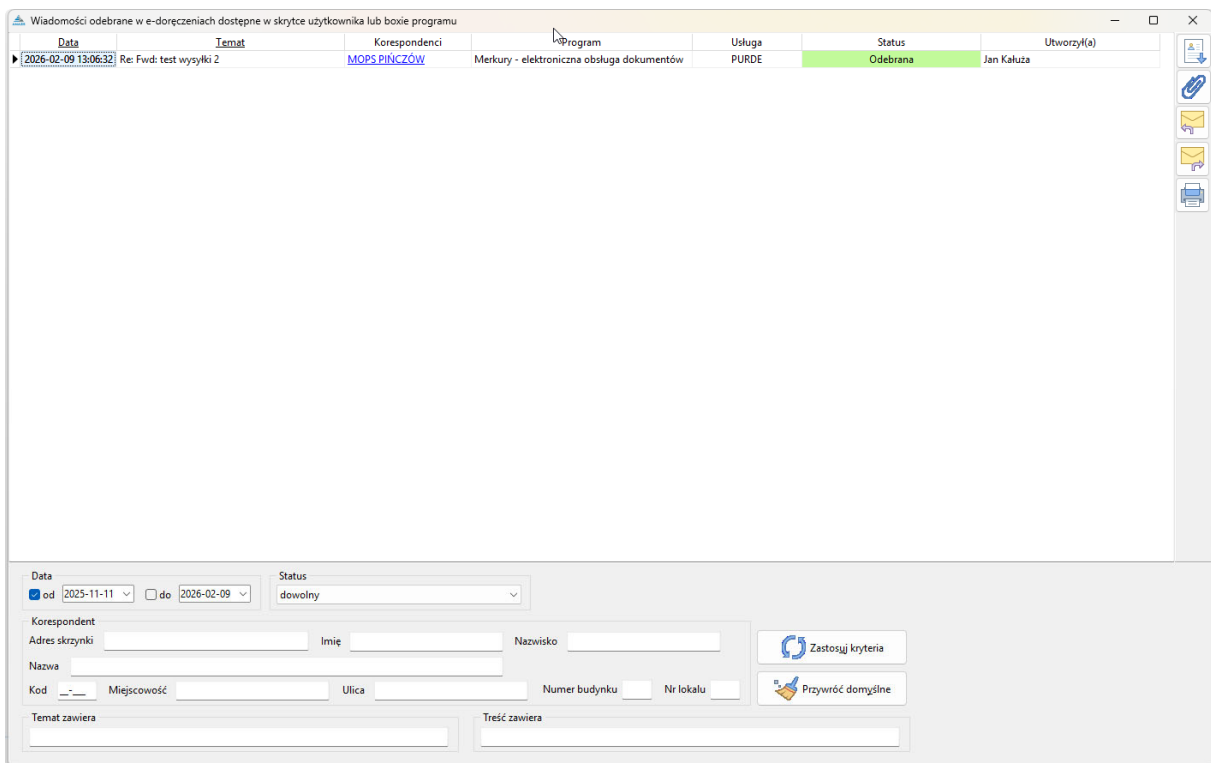 Wiadomości odebrane w e-doręczeniach dostępne w skrytce użytkownika lub boxie programu
Data Temat Korespondenci Program Usługa Status Utworzył(a)
2026-02-09 13:06:32 Re: Fwd: test wysyłki 2 MOPS PIŃCZÓW Merkury - elektroniczna obsługa dokumentów PURDE Odebrana Jan Kałuża
Data Status
od 2025-11-11 do 2026-02-09 dowolny
Korespondent
Adres skrzynki Imię Nazwisko
Zastosuj kryteria
Nazwa
Kod _-__ Miejscowość Ulica Numer budynku Nr lokalu
Przywróć domyślne
Temat zawiera Treść zawiera